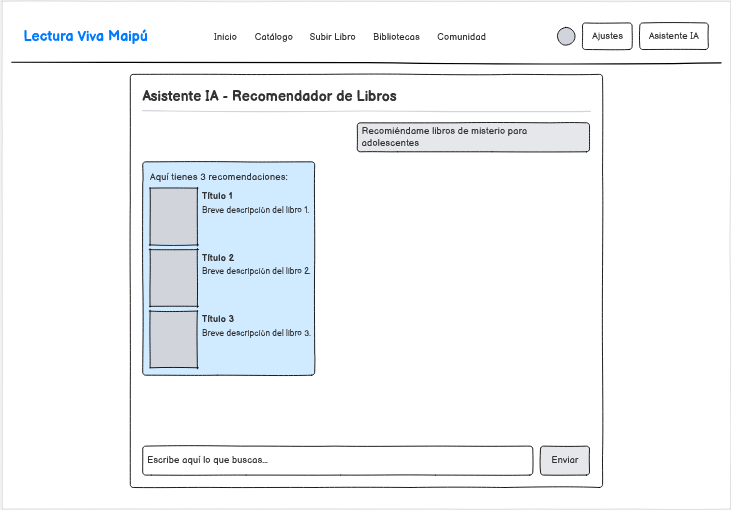 Lectura Viva Maipú
Inicio Catálogo Subir Libro Bibliotecas Comunidad
Ajustes
Asistente IA
Asistente IA - Recomendador de Libros
Recomiéndame libros de misterio para
adolescentes
Aquí tienes 3 recomendaciones:
Título 1
Breve descripción del libro 1.
Título 2
Breve descripción del libro 2.
Título 3
Breve descripción del libro 3.
Escribe aquí lo que buscas...
Enviar